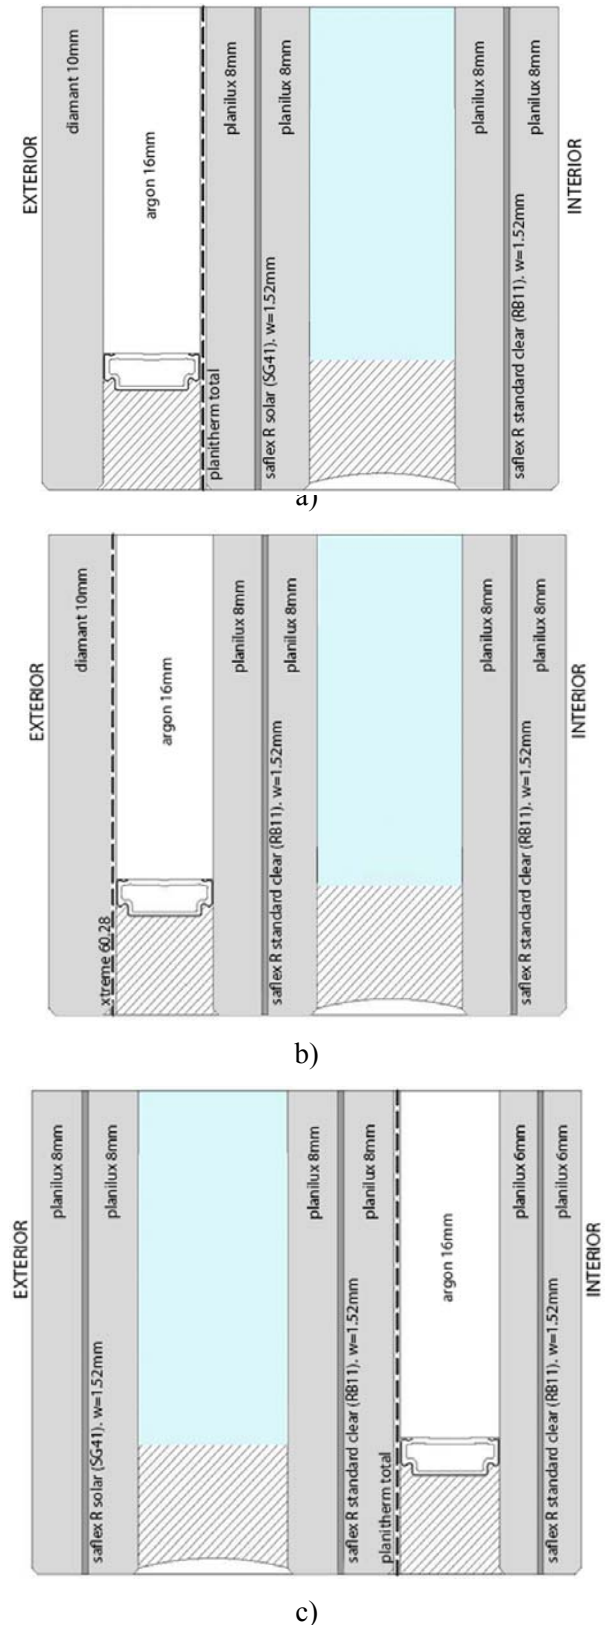 EXTERIOR
diamant 10mm
argon 16mm
planitherm total
planilux 8mm
saflex R solar (SG41). w=1.52mm
planilux 8mm
planilux 8mm
saflex R standard clear (RB11). w=1.52mm
planilux 8mm
INTERIOR
a)
EXTERIOR
diamant 10mm
xtreme 60.28
argon 16mm
planilux 8mm
saflex R standard clear (RB11). w=1.52mm
planilux 8mm
planilux 8mm
saflex R standard clear (RB11). w=1.52mm
planilux 8mm
INTERIOR
b)
EXTERIOR
planilux 8mm
saflex R solar (SG41). w=152mm
planilux 8mm
planilux 8mm
saflex R standard clear (RB11). w=1.52mm
planilux 8mm
planitherm total
argon 16mm
planilux 6mm
saflex R standard clear (RB11). w=1.52mm
planilux 6mm
INTERIOR
c)